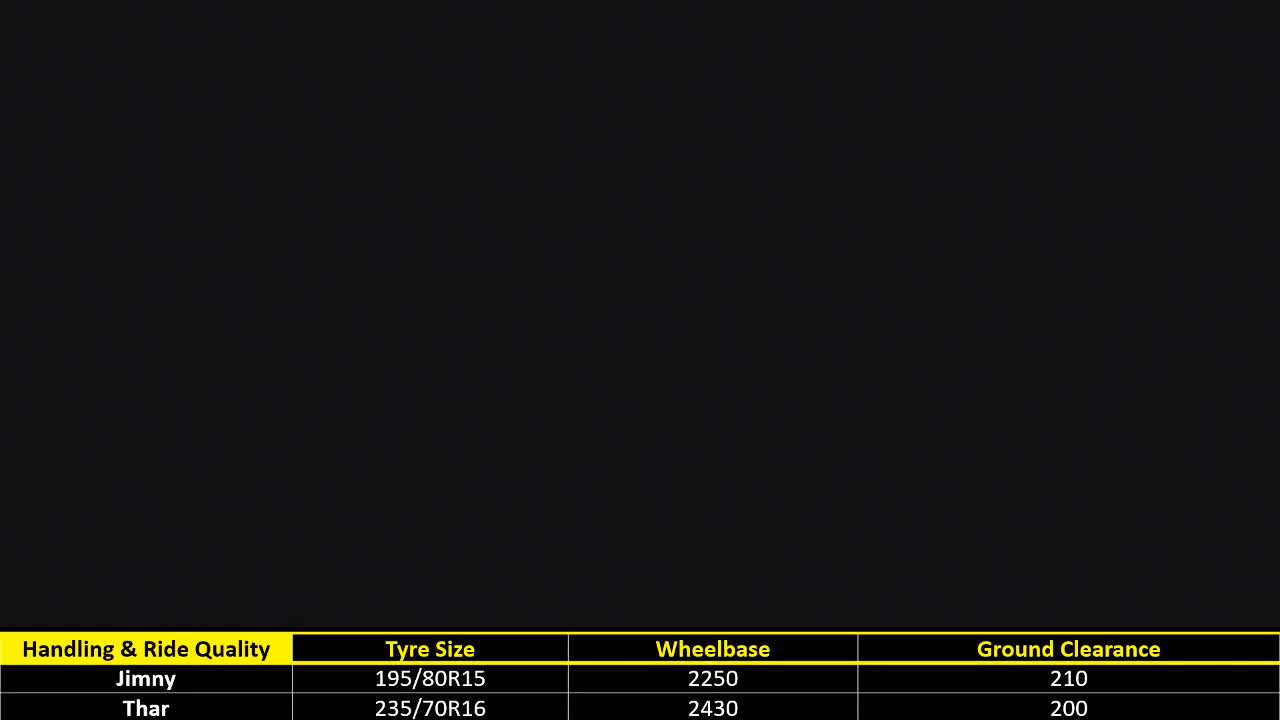 Handling & Ride Quality Tyre Size Wheelbase Ground Clearance
Jimny 195/80R15 2250 210
Thar 235/70R16 2430 200